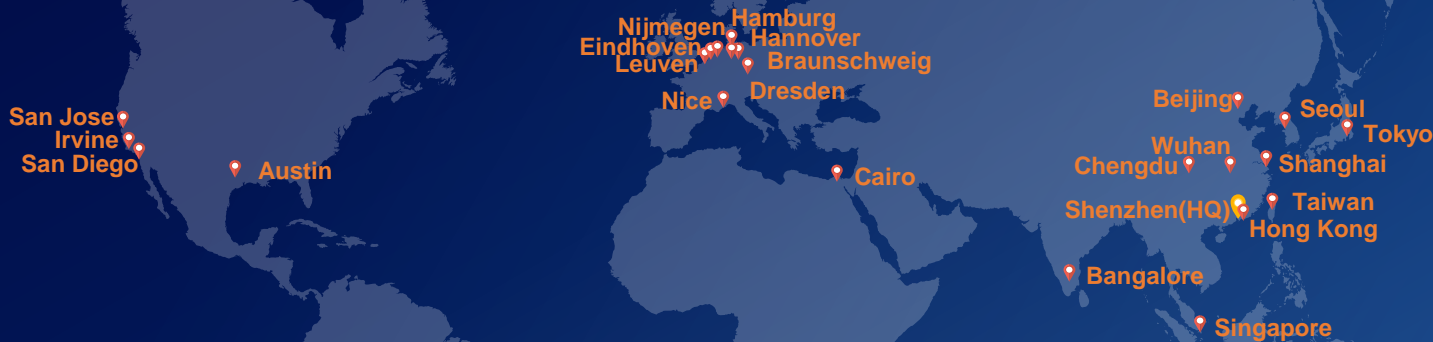 San Jose
Irvine
San Diego
Austin
Hamburg
Nijmegen
Hannover
Eindhoven
Braunschweig
Leuven
Dresden
Nice
Cairo
Beijing
Seoul
Tokyo
Wuhan
Chengdu
Shanghai
Shenzhen(HQ)
Taiwan
Hong Kong
Bangalore
Singapore